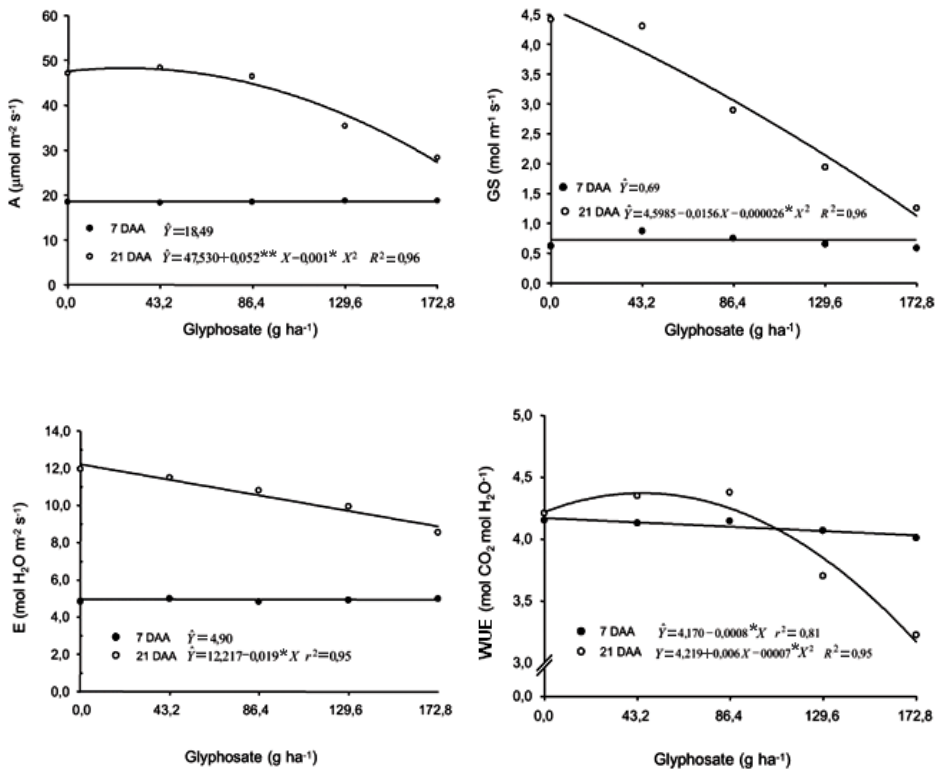 60
50
40
30
20
10
0
A (μmol m-2 s-1)
7 DAA Ŷ=18,49
21 DAA Ŷ=47,530+0,052** X−0,001* X² R²=0,96
0,0 43,2 86,4 129,6 172,8
Glyphosate (g ha-1)
4,5
4,0
3,5
3,0
2,5
2,0
1,5
1,0
0,5
0,0
GS (mol m-1 s-1)
7 DAA Ŷ=0,69
21 DAA Ŷ=4,5985−0,0156X−0,000026*X² R²=0,96
0,0 43,2 86,4 129,6 172,8
Glyphosate (g ha-1)
14,0
12,0
10,0
8,0
6,0
4,0
2,0
0,0
E (mol H2O m-2 s-1)
7 DAA Ŷ=4,90
21 DAA Ŷ=12,217−0,019*X r²=0,95
0,0 43,2 86,4 129,6 172,8
Glyphosate (g ha-1)
5,0
4,5
4,0
3,5
3,0
0,0
WUE (mol CO2 mol H2O-1)
7 DAA Ŷ=4,170−0,0008*X r²=0,81
21 DAA Y=4,219+0,006X−00007*X² R²=0,95
0,0 43,2 86,4 129,6 172,8
Glyphosate (g ha-1)